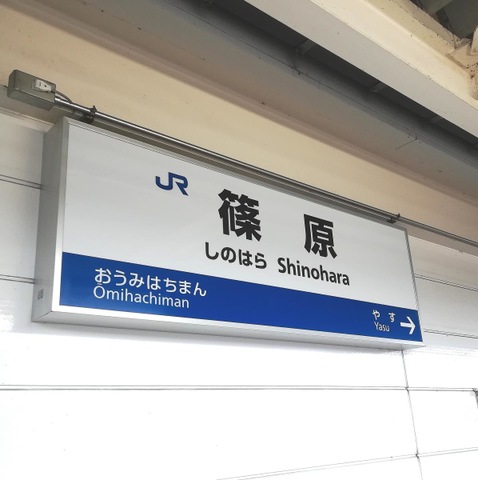 JR
篠原
しのはら Shinohara
おうみはちまん
Omihachiman
やす
Yasu